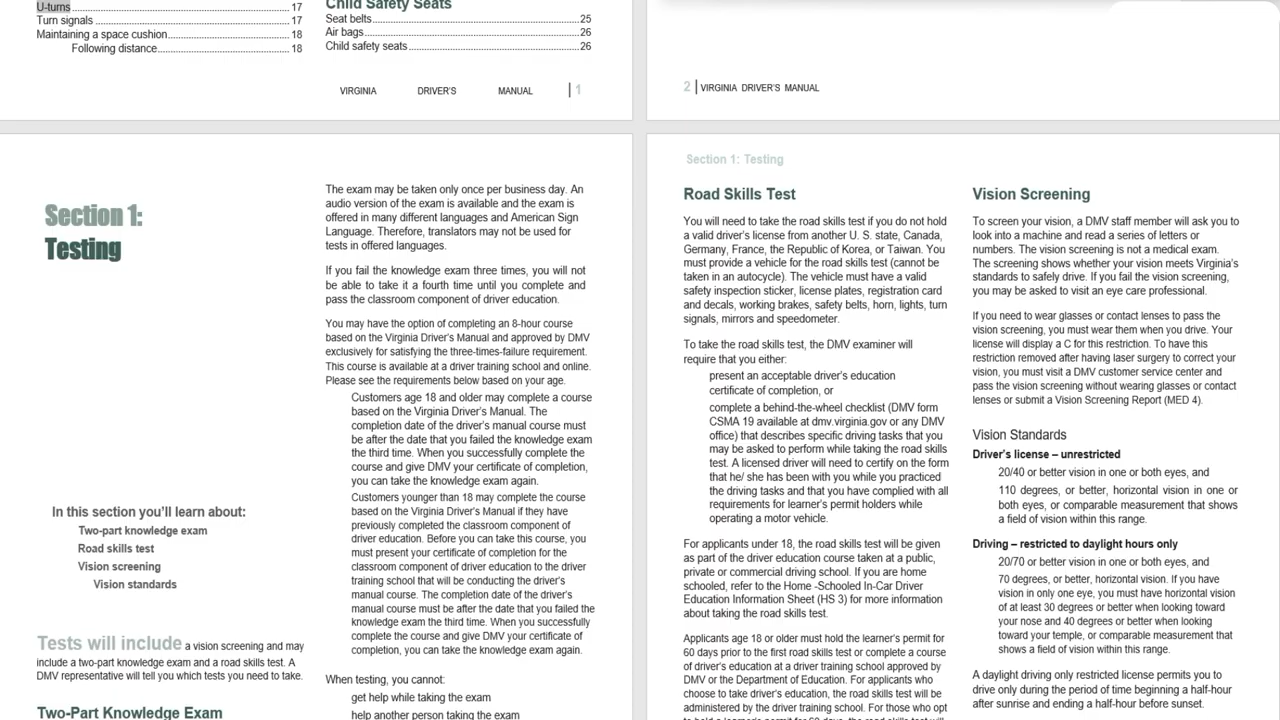 U-turns ........ 17
Turn signals ........ 17
Maintaining a space cushion ........ 18
Following distance ........ 18
Child Safety Seats
Seat belts ........ 25
Air bags ........ 26
Child safety seats ........ 26
VIRGINIA DRIVER'S MANUAL | 1
2 | VIRGINIA DRIVER'S MANUAL
Section 1:
Testing
In this section you'll learn about:
Two-part knowledge exam
Road skills test
Vision screening
Vision standards
Tests will include a vision screening and may
include a two-part knowledge exam and a road skills test. A
DMV representative will tell you which tests you need to take.
Two-Part Knowledge Exam
The exam may be taken only once per business day. An
audio version of the exam is available and the exam is
offered in many different languages and American Sign
Language. Therefore, translators may not be used for
tests in offered languages.
If you fail the knowledge exam three times, you will not
be able to take it a fourth time until you complete and
pass the classroom component of driver education.
You may have the option of completing an 8-hour course
based on the Virginia Driver's Manual and approved by DMV
exclusively for satisfying the three-times-failure requirement.
This course is available at a driver training school and online.
Please see the requirements below based on your age.
Customers age 18 and older may complete a course
based on the Virginia Driver's Manual. The
completion date of the driver's manual course must
be after the date that you failed the knowledge exam
the third time. When you successfully complete the
course and give DMV your certificate of completion,
you can take the knowledge exam again.
Customers younger than 18 may complete the course
based on the Virginia Driver's Manual if they have
previously completed the classroom component of
driver education. Before you can take this course, you
must present your certificate of completion for the
classroom component of driver education to the driver
training school that will be conducting the driver's
manual course. The completion date of the driver's
manual course must be after the date that you failed the
knowledge exam the third time. When you successfully
complete the course and give DMV your certificate of
completion, you can take the knowledge exam again.
When testing, you cannot:
get help while taking the exam
help another person taking the exam
Section 1: Testing
Road Skills Test
You will need to take the road skills test if you do not hold
a valid driver's license from another U. S. state, Canada,
Germany, France, the Republic of Korea, or Taiwan. You
must provide a vehicle for the road skills test (cannot be
taken in an autocycle). The vehicle must have a valid
safety inspection sticker, license plates, registration card
and decals, working brakes, safety belts, horn, lights, turn
signals, mirrors and speedometer.
To take the road skills test, the DMV examiner will
require that you either:
present an acceptable driver's education
certificate of completion, or
complete a behind-the-wheel checklist (DMV form
CSMA 19 available at dmv.virginia.gov or any DMV
office) that describes specific driving tasks that you
may be asked to perform while taking the road skills
test. A licensed driver will need to certify on the form
that he/ she has been with you while you practiced
the driving tasks and that you have complied with all
requirements for learner's permit holders while
operating a motor vehicle.
For applicants under 18, the road skills test will be given
as part of the driver education course taken at a public,
private or commercial driving school. If you are home
schooled, refer to the Home -Schooled In-Car Driver
Education Information Sheet (HS 3) for more information
about taking the road skills test.
Applicants age 18 or older must hold the learner's permit for
60 days prior to the first road skills test or complete a course
of driver's education at a driver training school approved by
DMV or the Department of Education. For applicants who
choose to take driver's education, the road skills test will be
administered at the driver training school. For those who opt
to hold a learner's permit for 60 days, the road skills test will
Vision Screening
To screen your vision, a DMV staff member will ask you to
look into a machine and read a series of letters or
numbers. The vision screening is not a medical exam.
The screening shows whether your vision meets Virginia's
standards to safely drive. If you fail the vision screening,
you may be asked to visit an eye care professional.
If you need to wear glasses or contact lenses to pass the
vision screening, you must wear them when you drive. Your
license will display a C for this restriction. To have this
restriction removed after having laser surgery to correct your
vision, you must visit a DMV customer service center and
pass the vision screening without wearing glasses or contact
lenses or submit a Vision Screening Report (MED 4).
Vision Standards
Driver's license – unrestricted
20/40 or better vision in one or both eyes, and
110 degrees, or better, horizontal vision in one or
both eyes, or comparable measurement that shows
a field of vision within this range.
Driving – restricted to daylight hours only
20/70 or better vision in one or both eyes, and
70 degrees, or better, horizontal vision. If you have
vision in only one eye, you must have horizontal vision
of at least 30 degrees or better when looking toward
your nose and 40 degrees or better when looking
toward your temple, or comparable measurement that
shows a field of vision within this range.
A daylight driving only restricted license permits you to
drive only during the period of time beginning a half-hour
after sunrise and ending a half-hour before sunset.